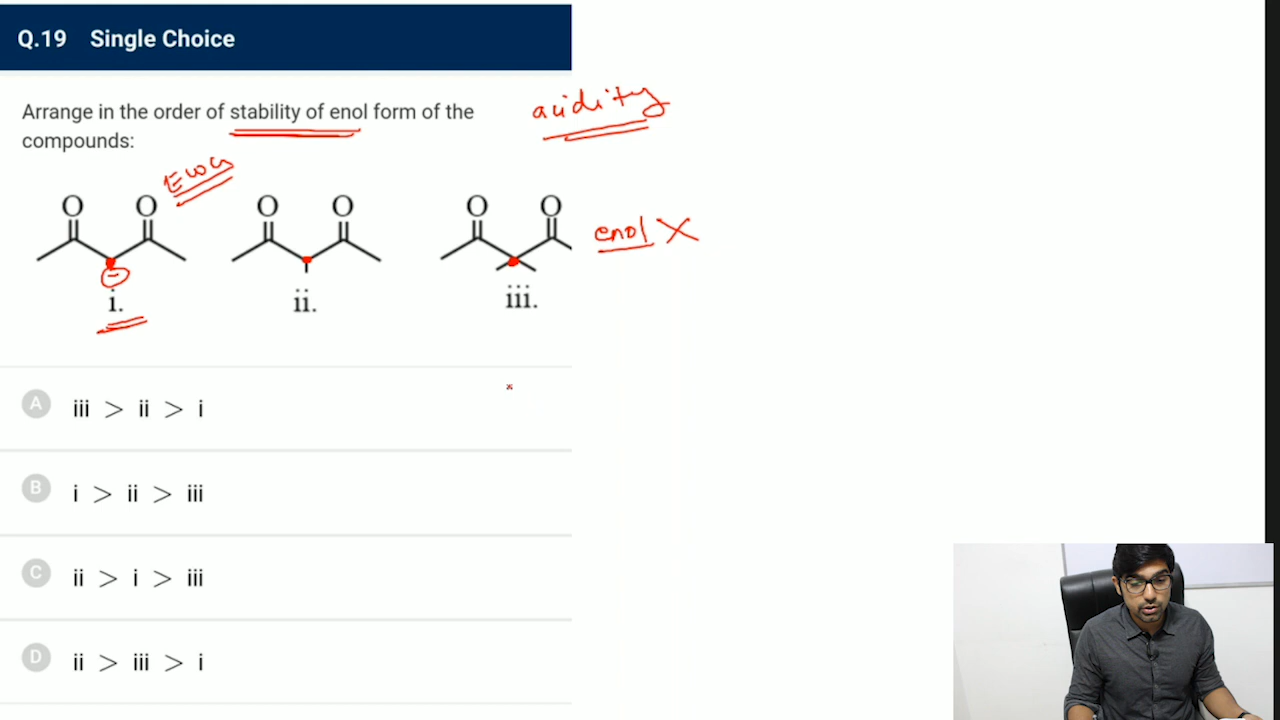 Q.19 Single Choice
Arrange in the order of stability of enol form of the
compounds:
acidity
EWG
O O O O O O
enol X
i. ii. iii.
A iii > ii > i
B i > ii > iii
C ii > i > iii
D ii > iii > i